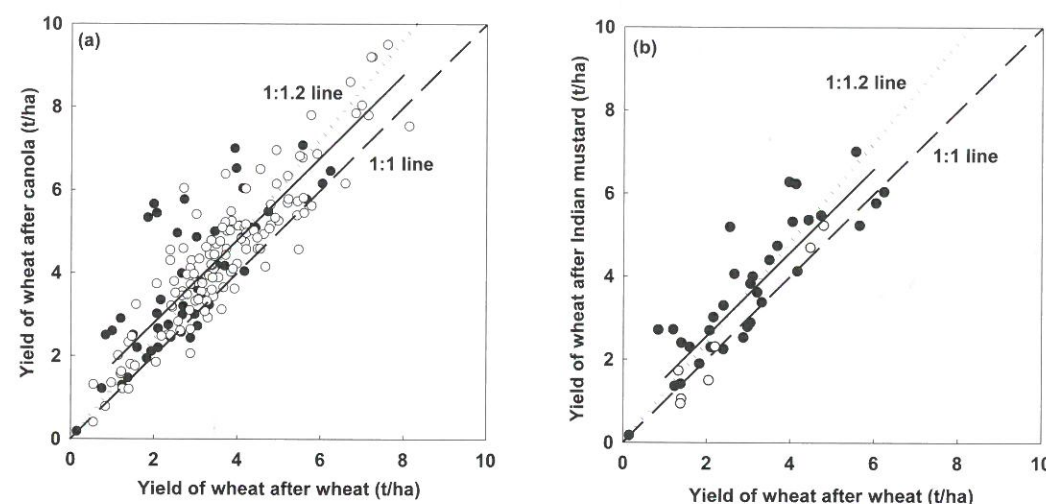 (a)
10
8
6
4
2
0
Yield of wheat after canola (t/ha)
1:1.2 line
1:1 line
0 2 4 6 8 10
Yield of wheat after wheat (t/ha)
(b)
10
8
6
4
2
0
Yield of wheat after Indian mustard (t/ha)
1:1.2 line
1:1 line
0 2 4 6 8 10
Yield of wheat after wheat (t/ha)